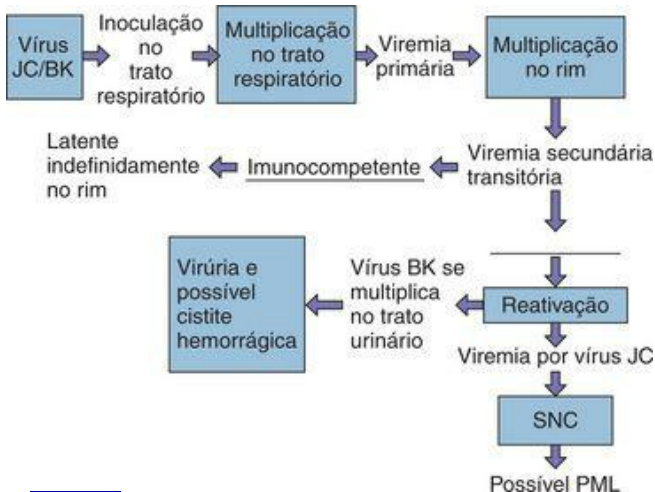 Vírus
JC/BK
Inoculação
no
trato
respiratório
Multiplicação
no trato
respiratório
Viremia
primária
Multiplicação
no rim
Viremia secundária
transitória
Imunocompetente
Latente
indefinidamente
no rim
Reativação
Vírus BK se
multiplica
no trato
urinário
Virúria e
possível
cistite
hemorrágica
Viremia por vírus JC
SNC
Possível PML